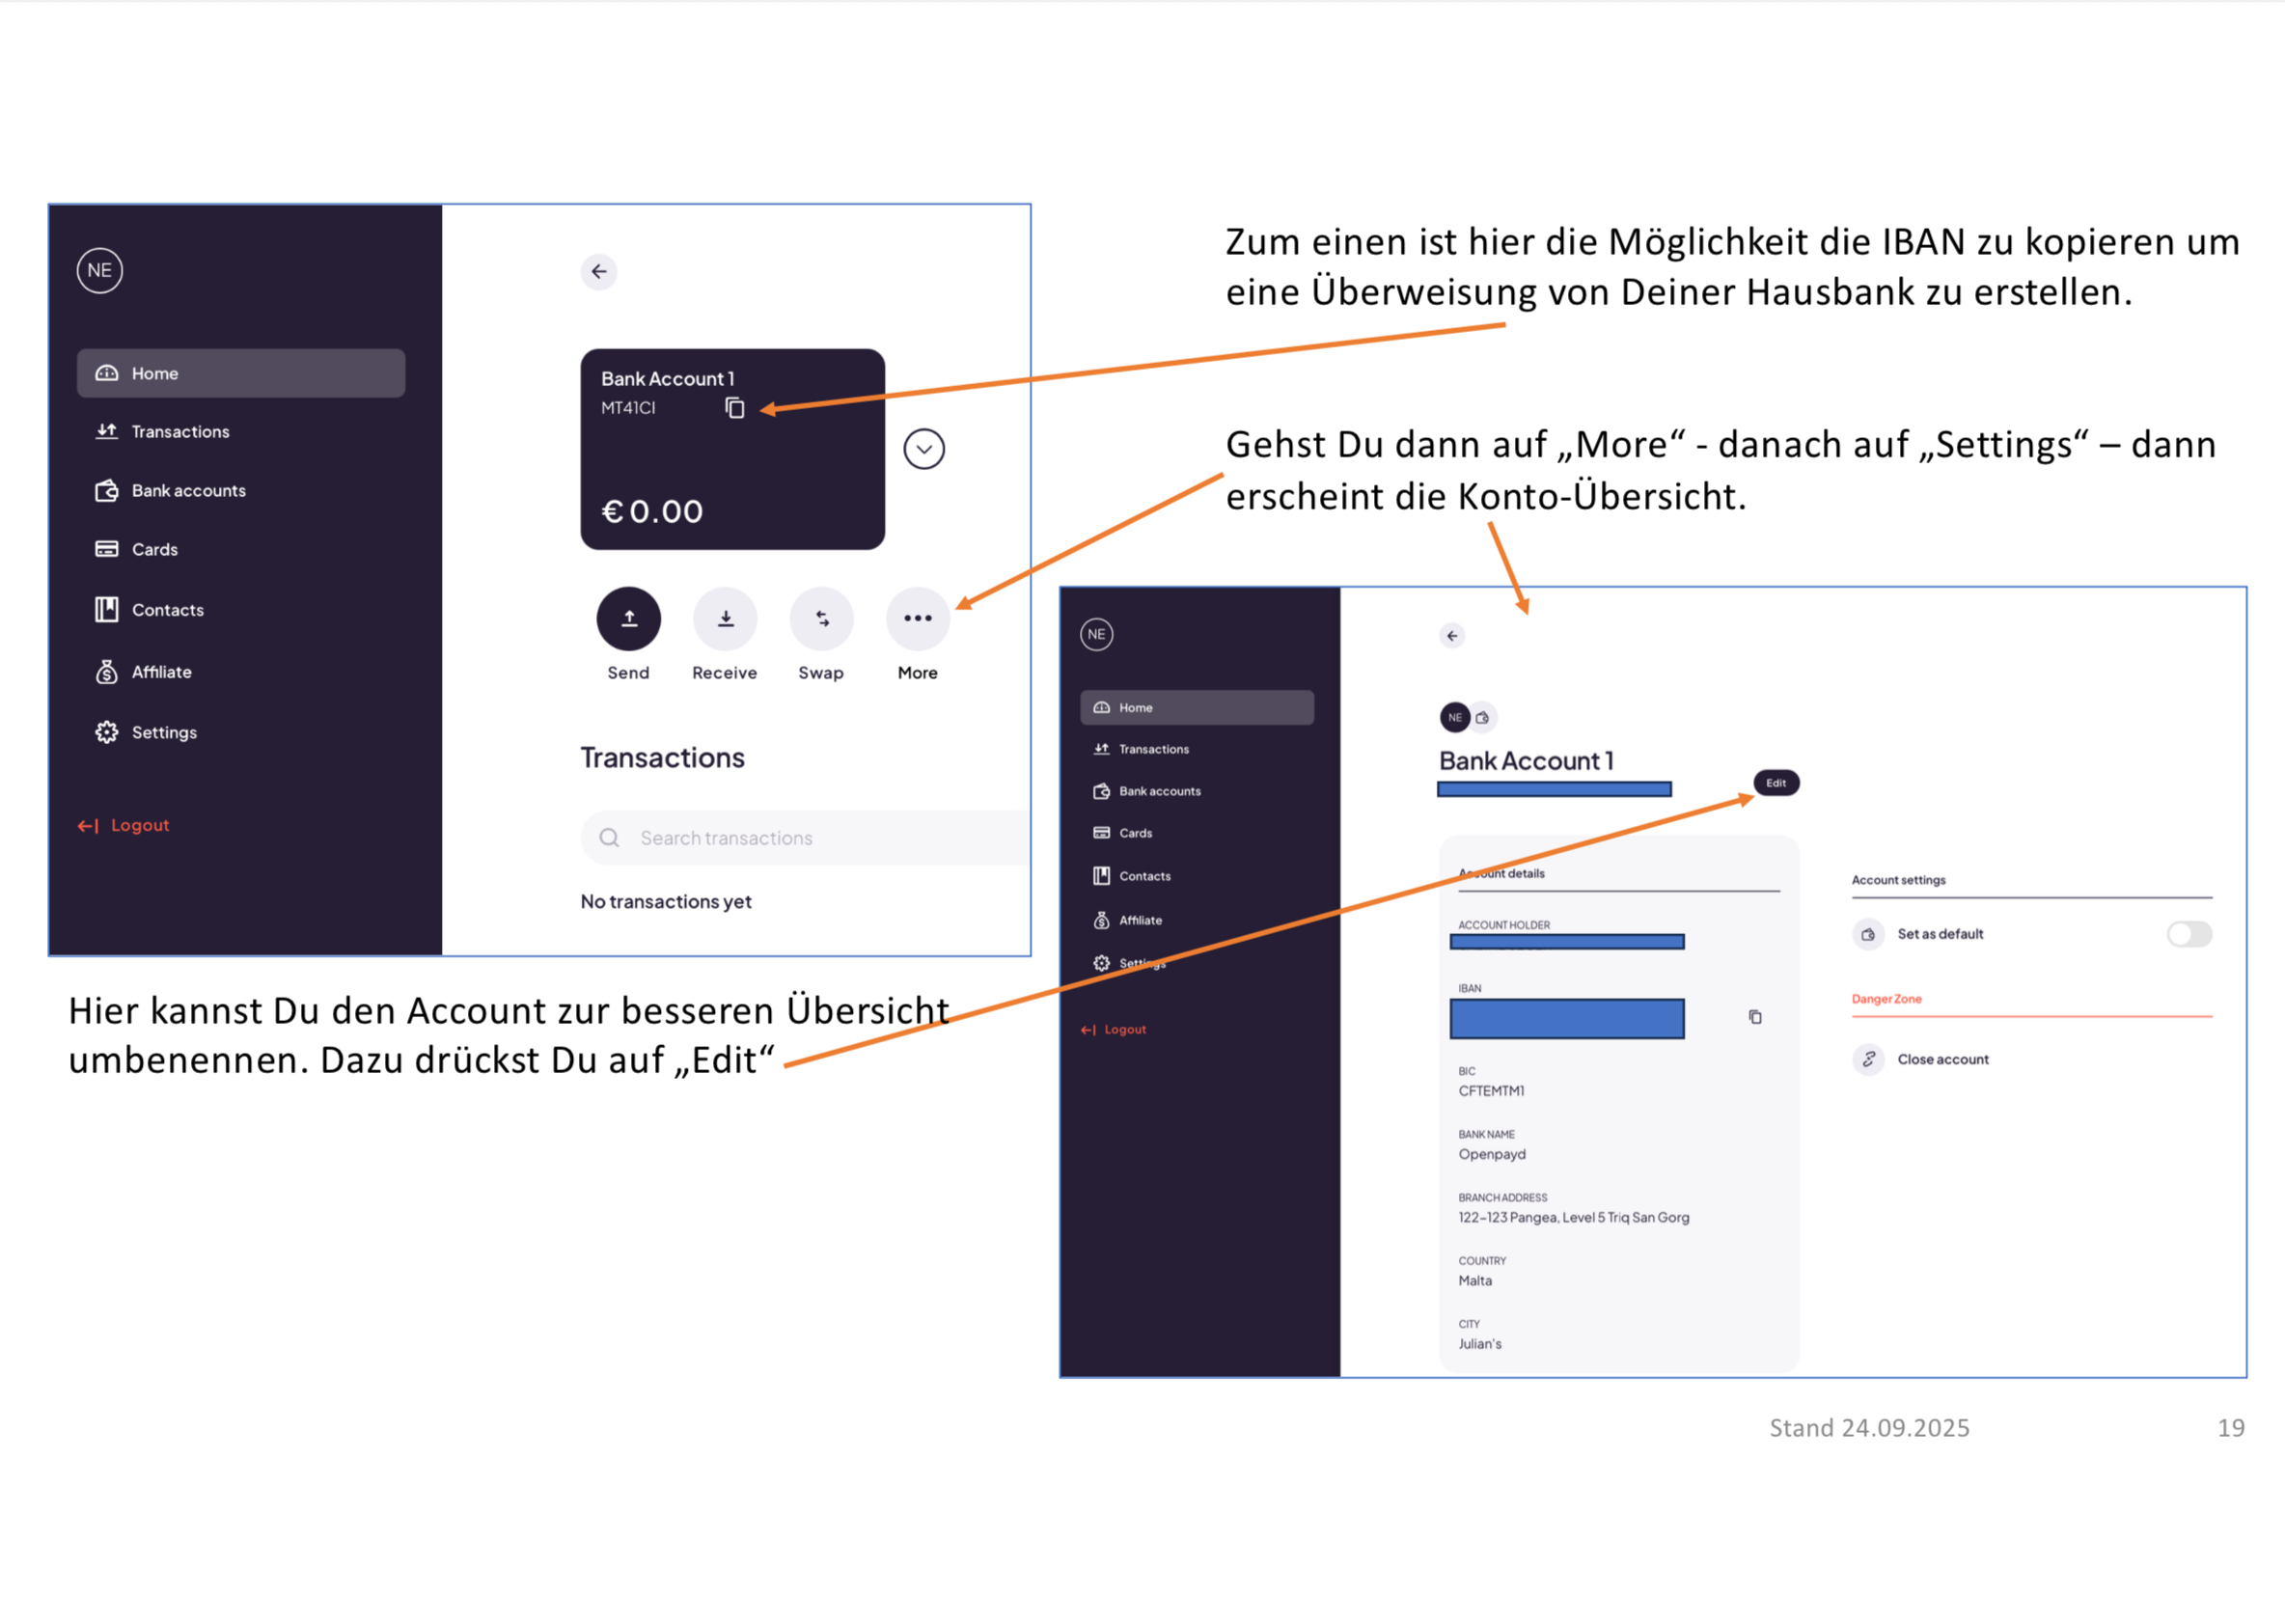 Zum einen ist hier die Möglichkeit die IBAN zu kopieren um
eine Überweisung von Deiner Hausbank zu erstellen.
Gehst Du dann auf „More“ - danach auf „Settings“ – dann
erscheint die Konto-Übersicht.
NE
Home
Transactions
Bank accounts
Cards
Contacts
Affiliate
Settings
Logout
Bank Account 1
MT41CI
€ 0.00
Send
Receive
Swap
More
Transactions
Search transactions
No transactions yet
Hier kannst Du den Account zur besseren Übersicht
umbenennen. Dazu drückst Du auf „Edit“
NE
Home
Transactions
Bank accounts
Cards
Contacts
Affiliate
Settings
Logout
NE
Bank Account 1
Edit
Account details
ACCOUNT HOLDER
IBAN
BIC
CFTEMTM1
BANK NAME
Openpayd
BRANCH ADDRESS
122-123 Pangea, Level 5 Triq San Gorg
COUNTRY
Malta
CITY
Julian's
Account settings
Set as default
Danger Zone
Close account
Stand 24.09.2025
19